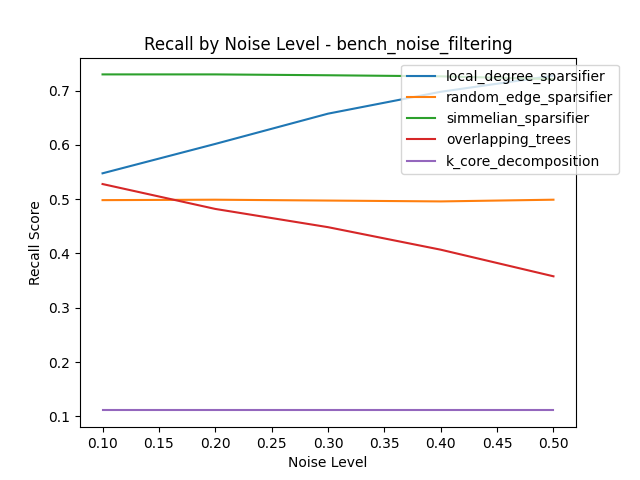 Recall by Noise Level - bench_noise_filtering
local_degree_sparsifier
random_edge_sparsifier
simmelian_sparsifier
overlapping_trees
k_core_decomposition
Recall Score
0.7
0.6
0.5
0.4
0.3
0.2
0.1
0.10 0.15 0.20 0.25 0.30 0.35 0.40 0.45 0.50
Noise Level